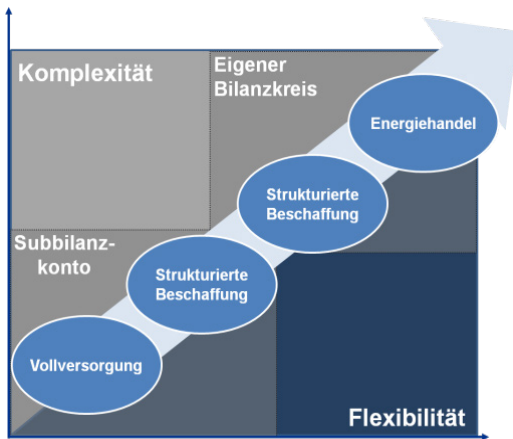 Komplexität
Eigener
Bilanzkreis
Energiehandel
Strukturierte
Beschaffung
Subbilanz-
konto
Strukturierte
Beschaffung
Vollversorgung
Flexibilität